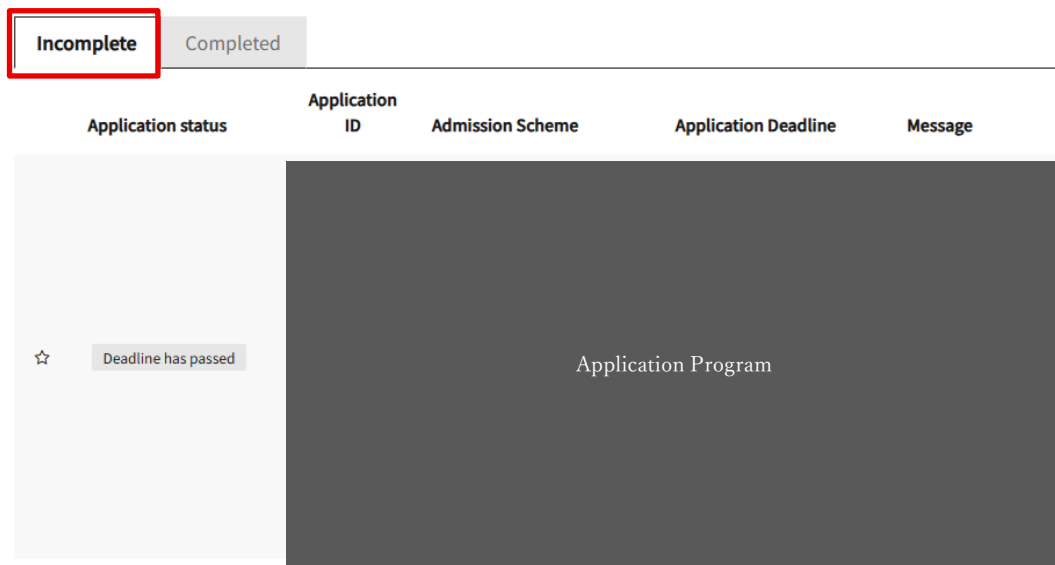 Incomplete Completed
Application status Application ID Admission Scheme Application Deadline Message
Deadline has passed Application Program